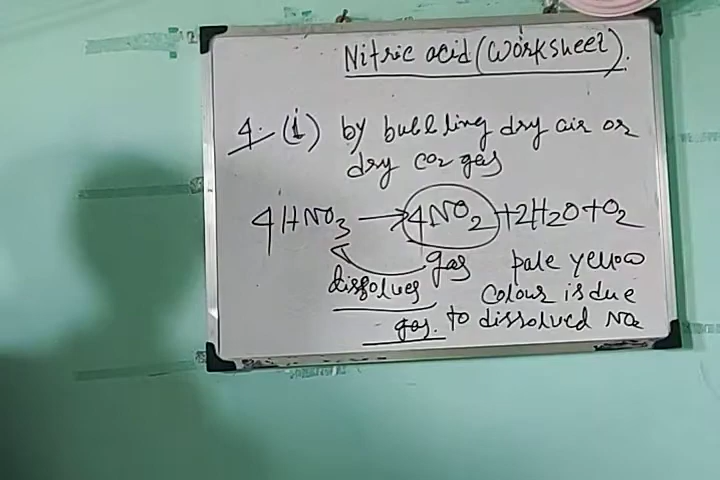 Nitric acid (Worksheet).
4. (i) by bubbling dry air or
dry CO2 gas
4HNO3 → 4NO2 + 2H2O + O2
dissolves
gas
gas.
pale yellow
colour is due
to dissolved NO2